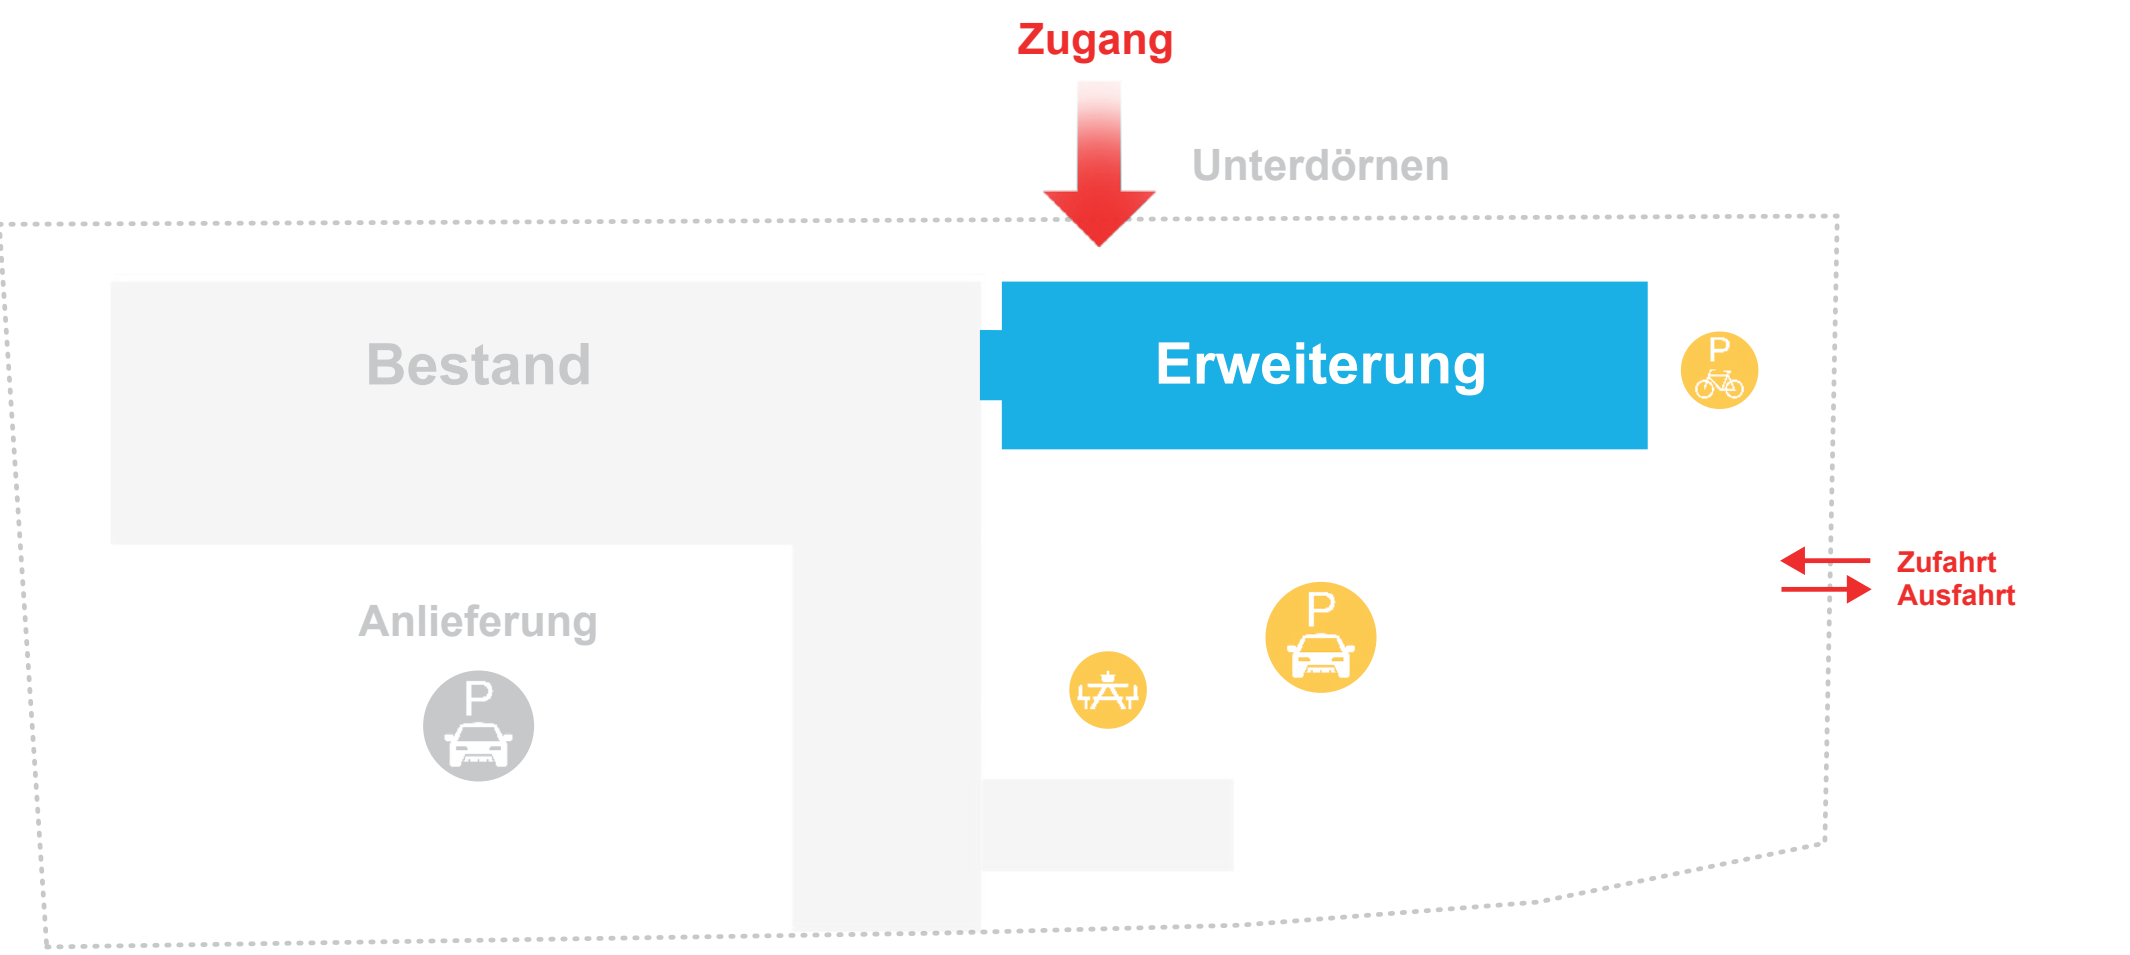 Zugang
Unterdörnen
Bestand
Erweiterung
P
Zufahrt
Ausfahrt
Anlieferung
P
P